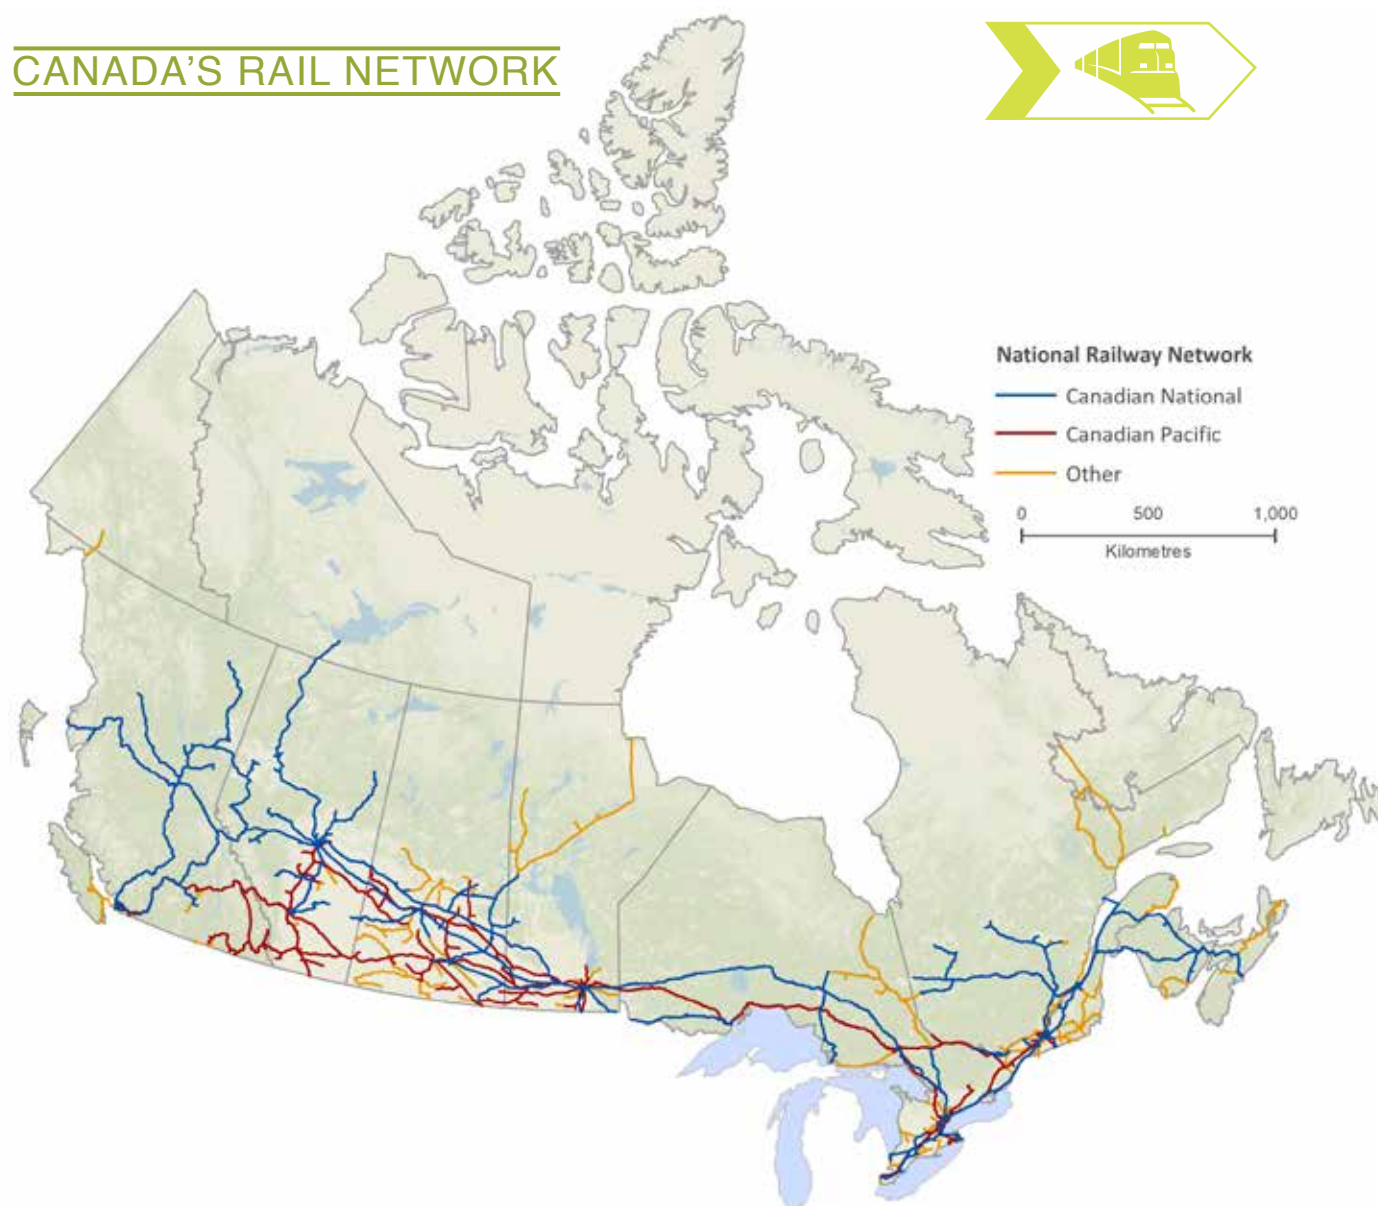 CANADA'S RAIL NETWORK
National Railway Network
Canadian National
Canadian Pacific
Other
0 500 1,000
Kilometres